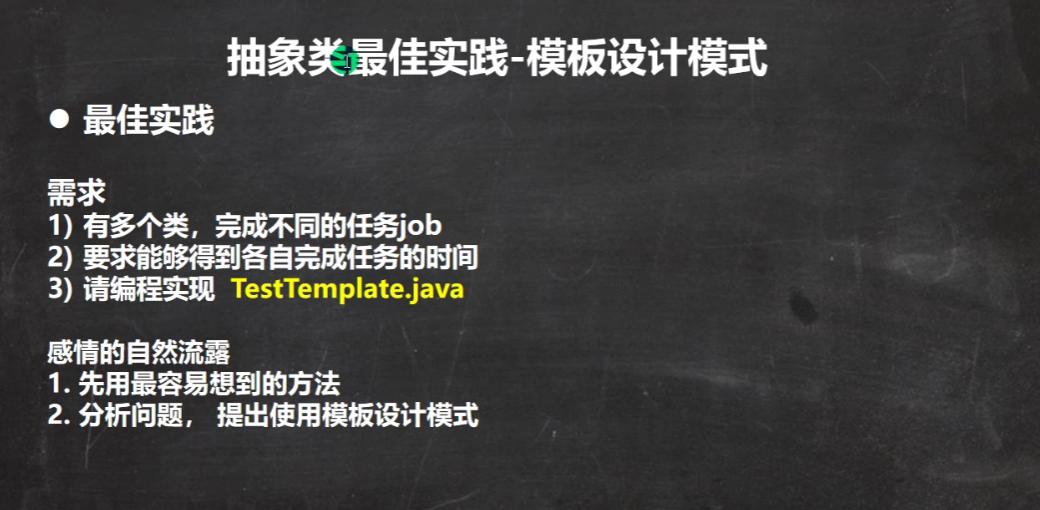 抽象类最佳实践-模板设计模式
● 最佳实践
需求
1) 有多个类，完成不同的任务job
2) 要求能够得到各自完成任务的时间
3) 请编程实现 TestTemplate.java
感情的自然流露
1. 先用最容易想到的方法
2. 分析问题， 提出使用模板设计模式